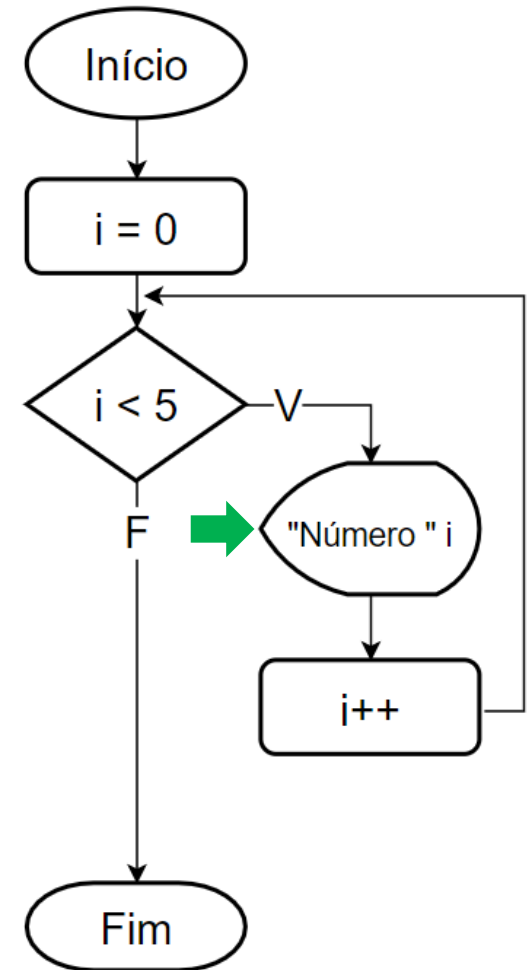 Início
i = 0
i < 5
V
F
"Número " i
i++
Fim